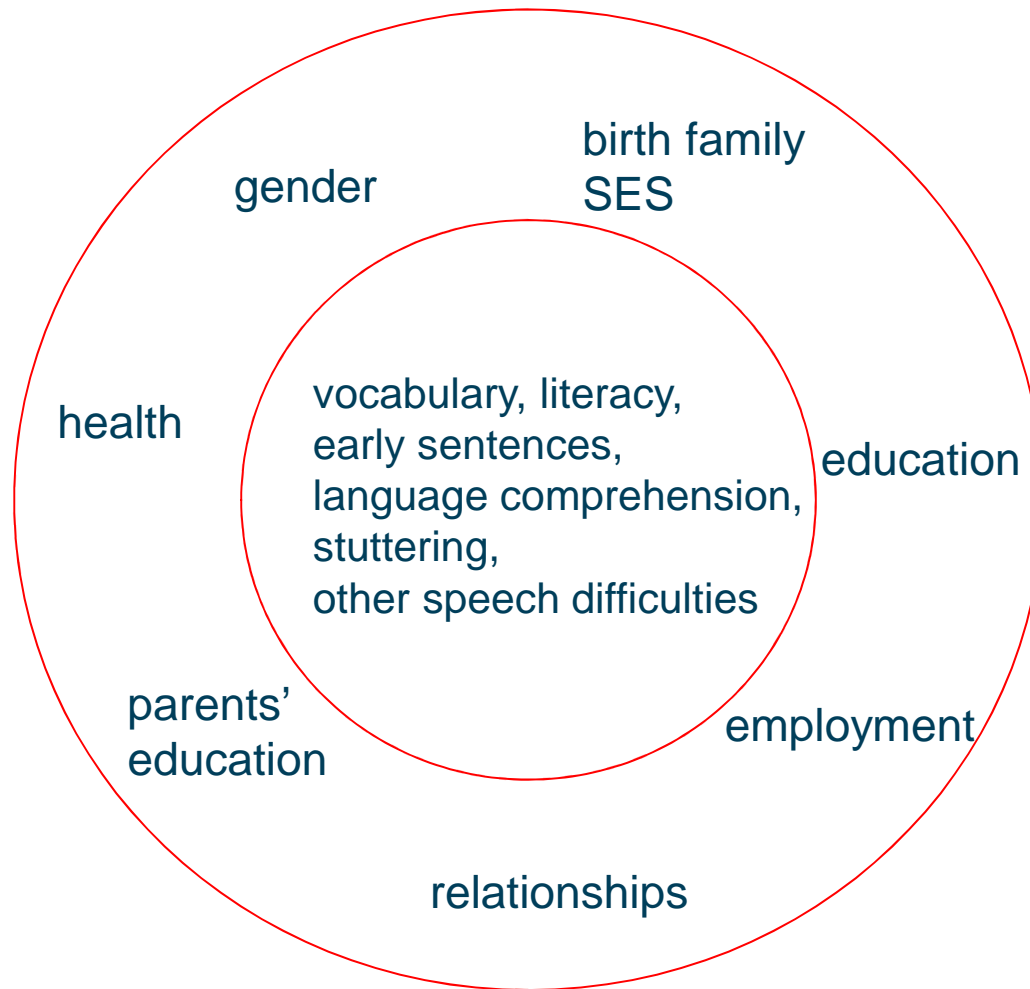 birth family
SES
gender
vocabulary, literacy,
early sentences,
language comprehension,
stuttering,
other speech difficulties
health
education
parents’
education
employment
relationships